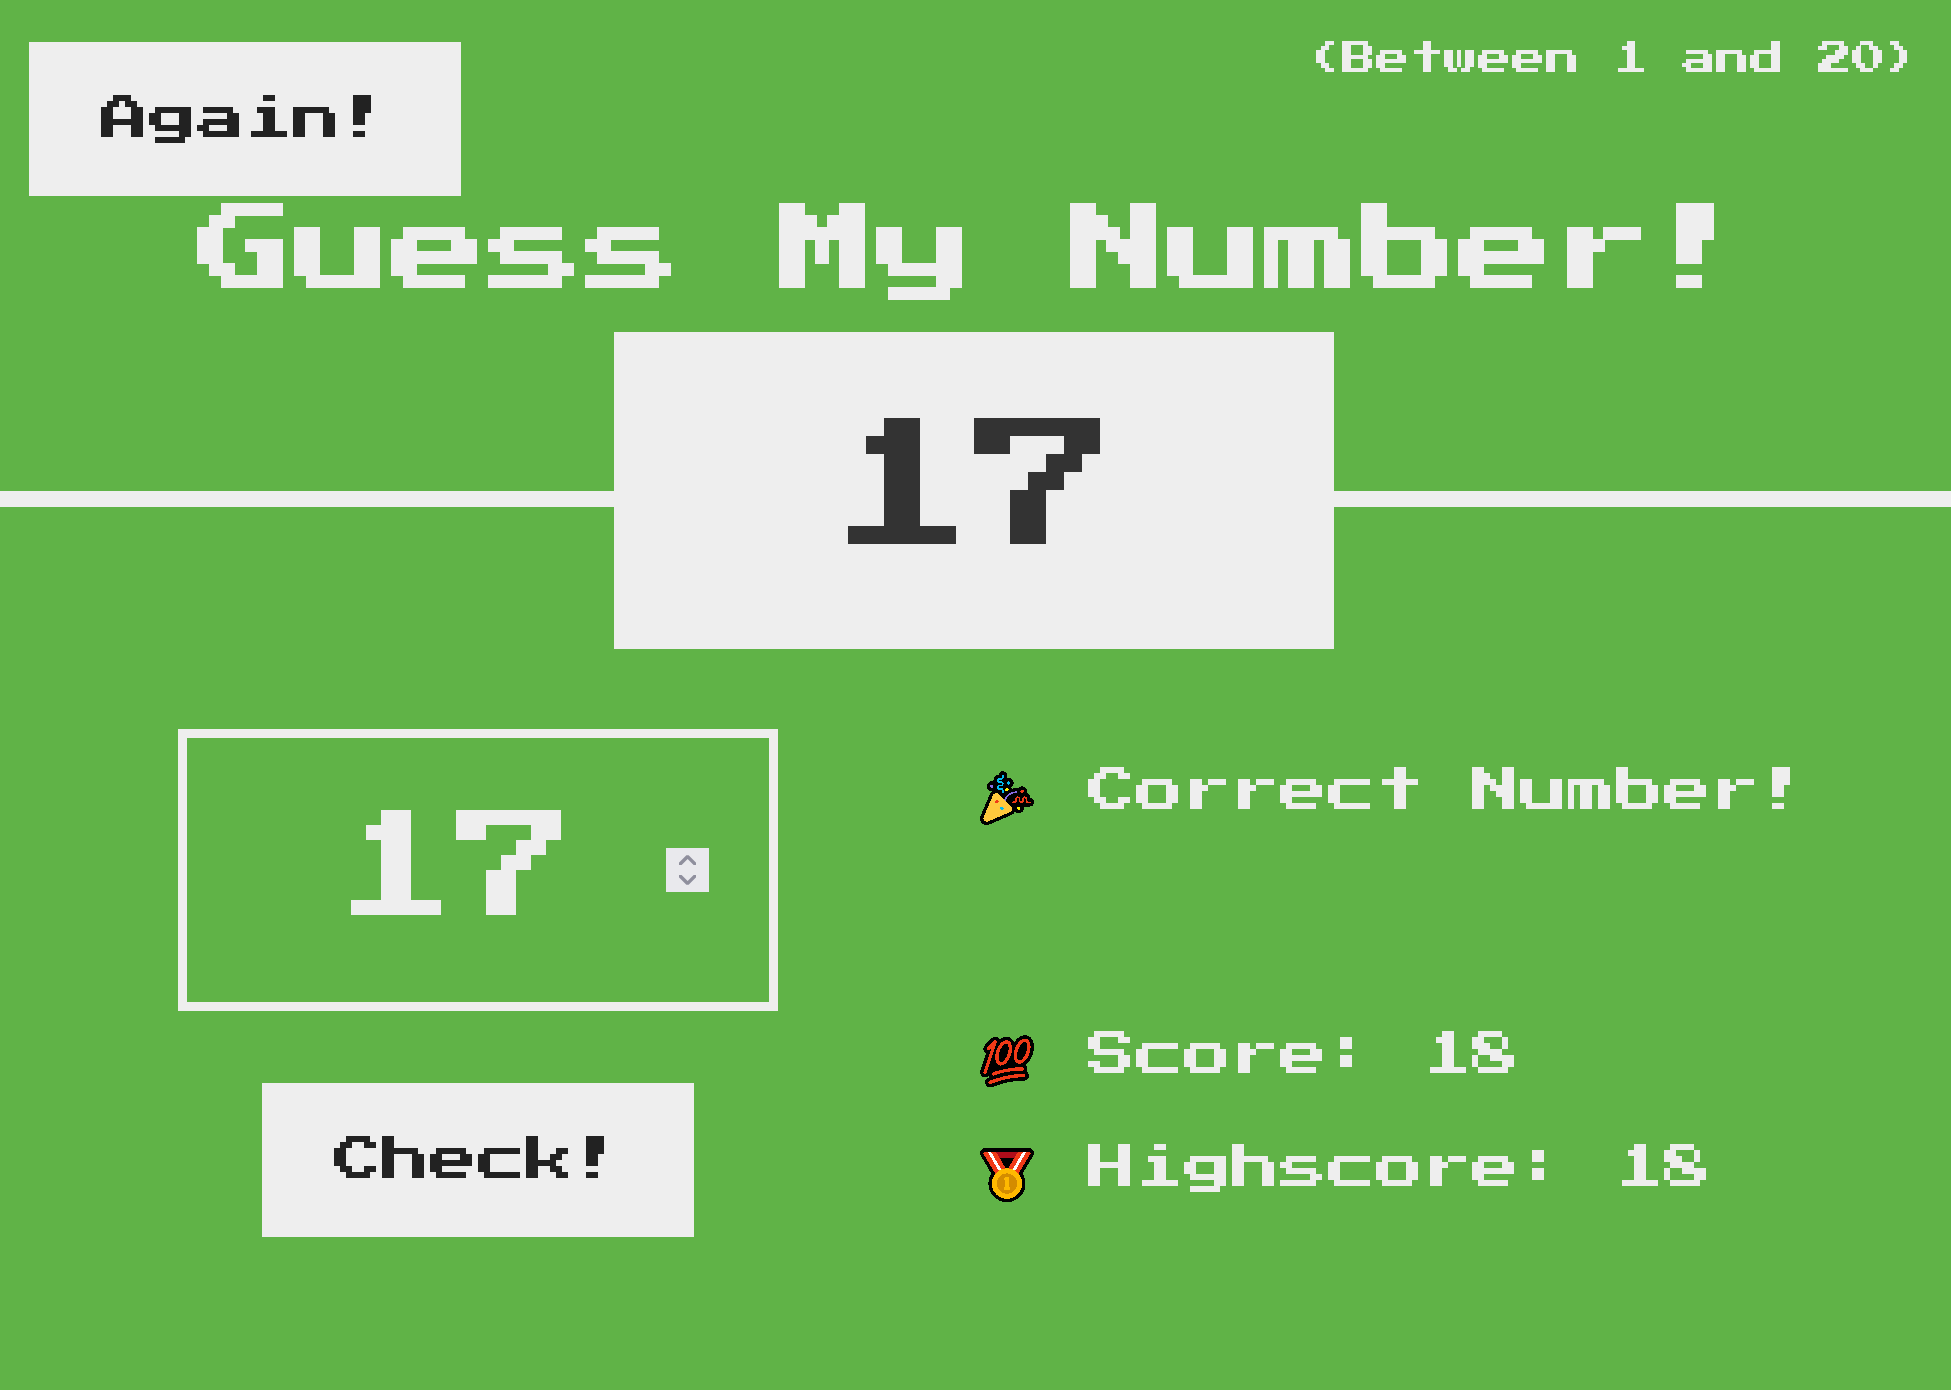 Again!
(Between 1 and 20)
Guess My Number!
17
17
Check!
🎉 Correct Number!
💯 Score: 18
🥇 Highscore: 18